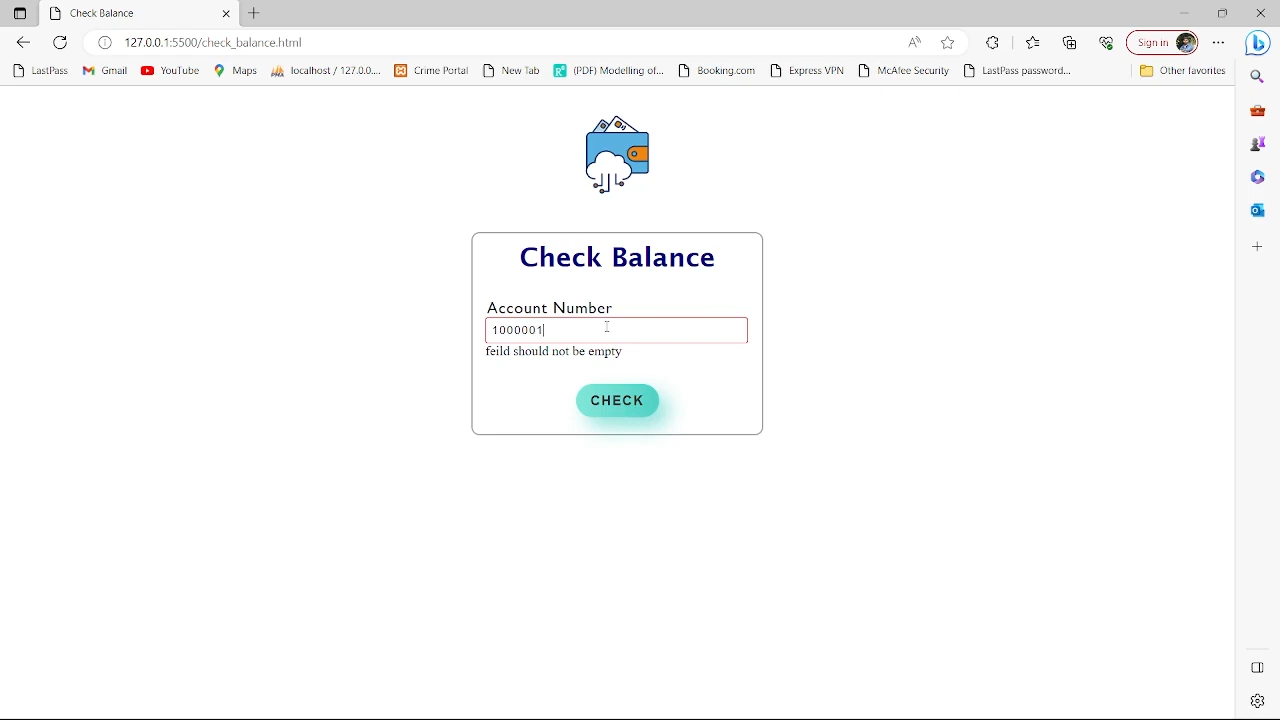 Check Balance
127.0.0.1:5500/check_balance.html
Sign in
LastPass
Gmail
YouTube
Maps
localhost / 127.0.0....
Crime Portal
New Tab
(PDF) Modelling of...
Booking.com
Express VPN
McAfee Security
LastPass password...
Other favorites
Check Balance
Account Number
1000001
feild should not be empty
CHECK